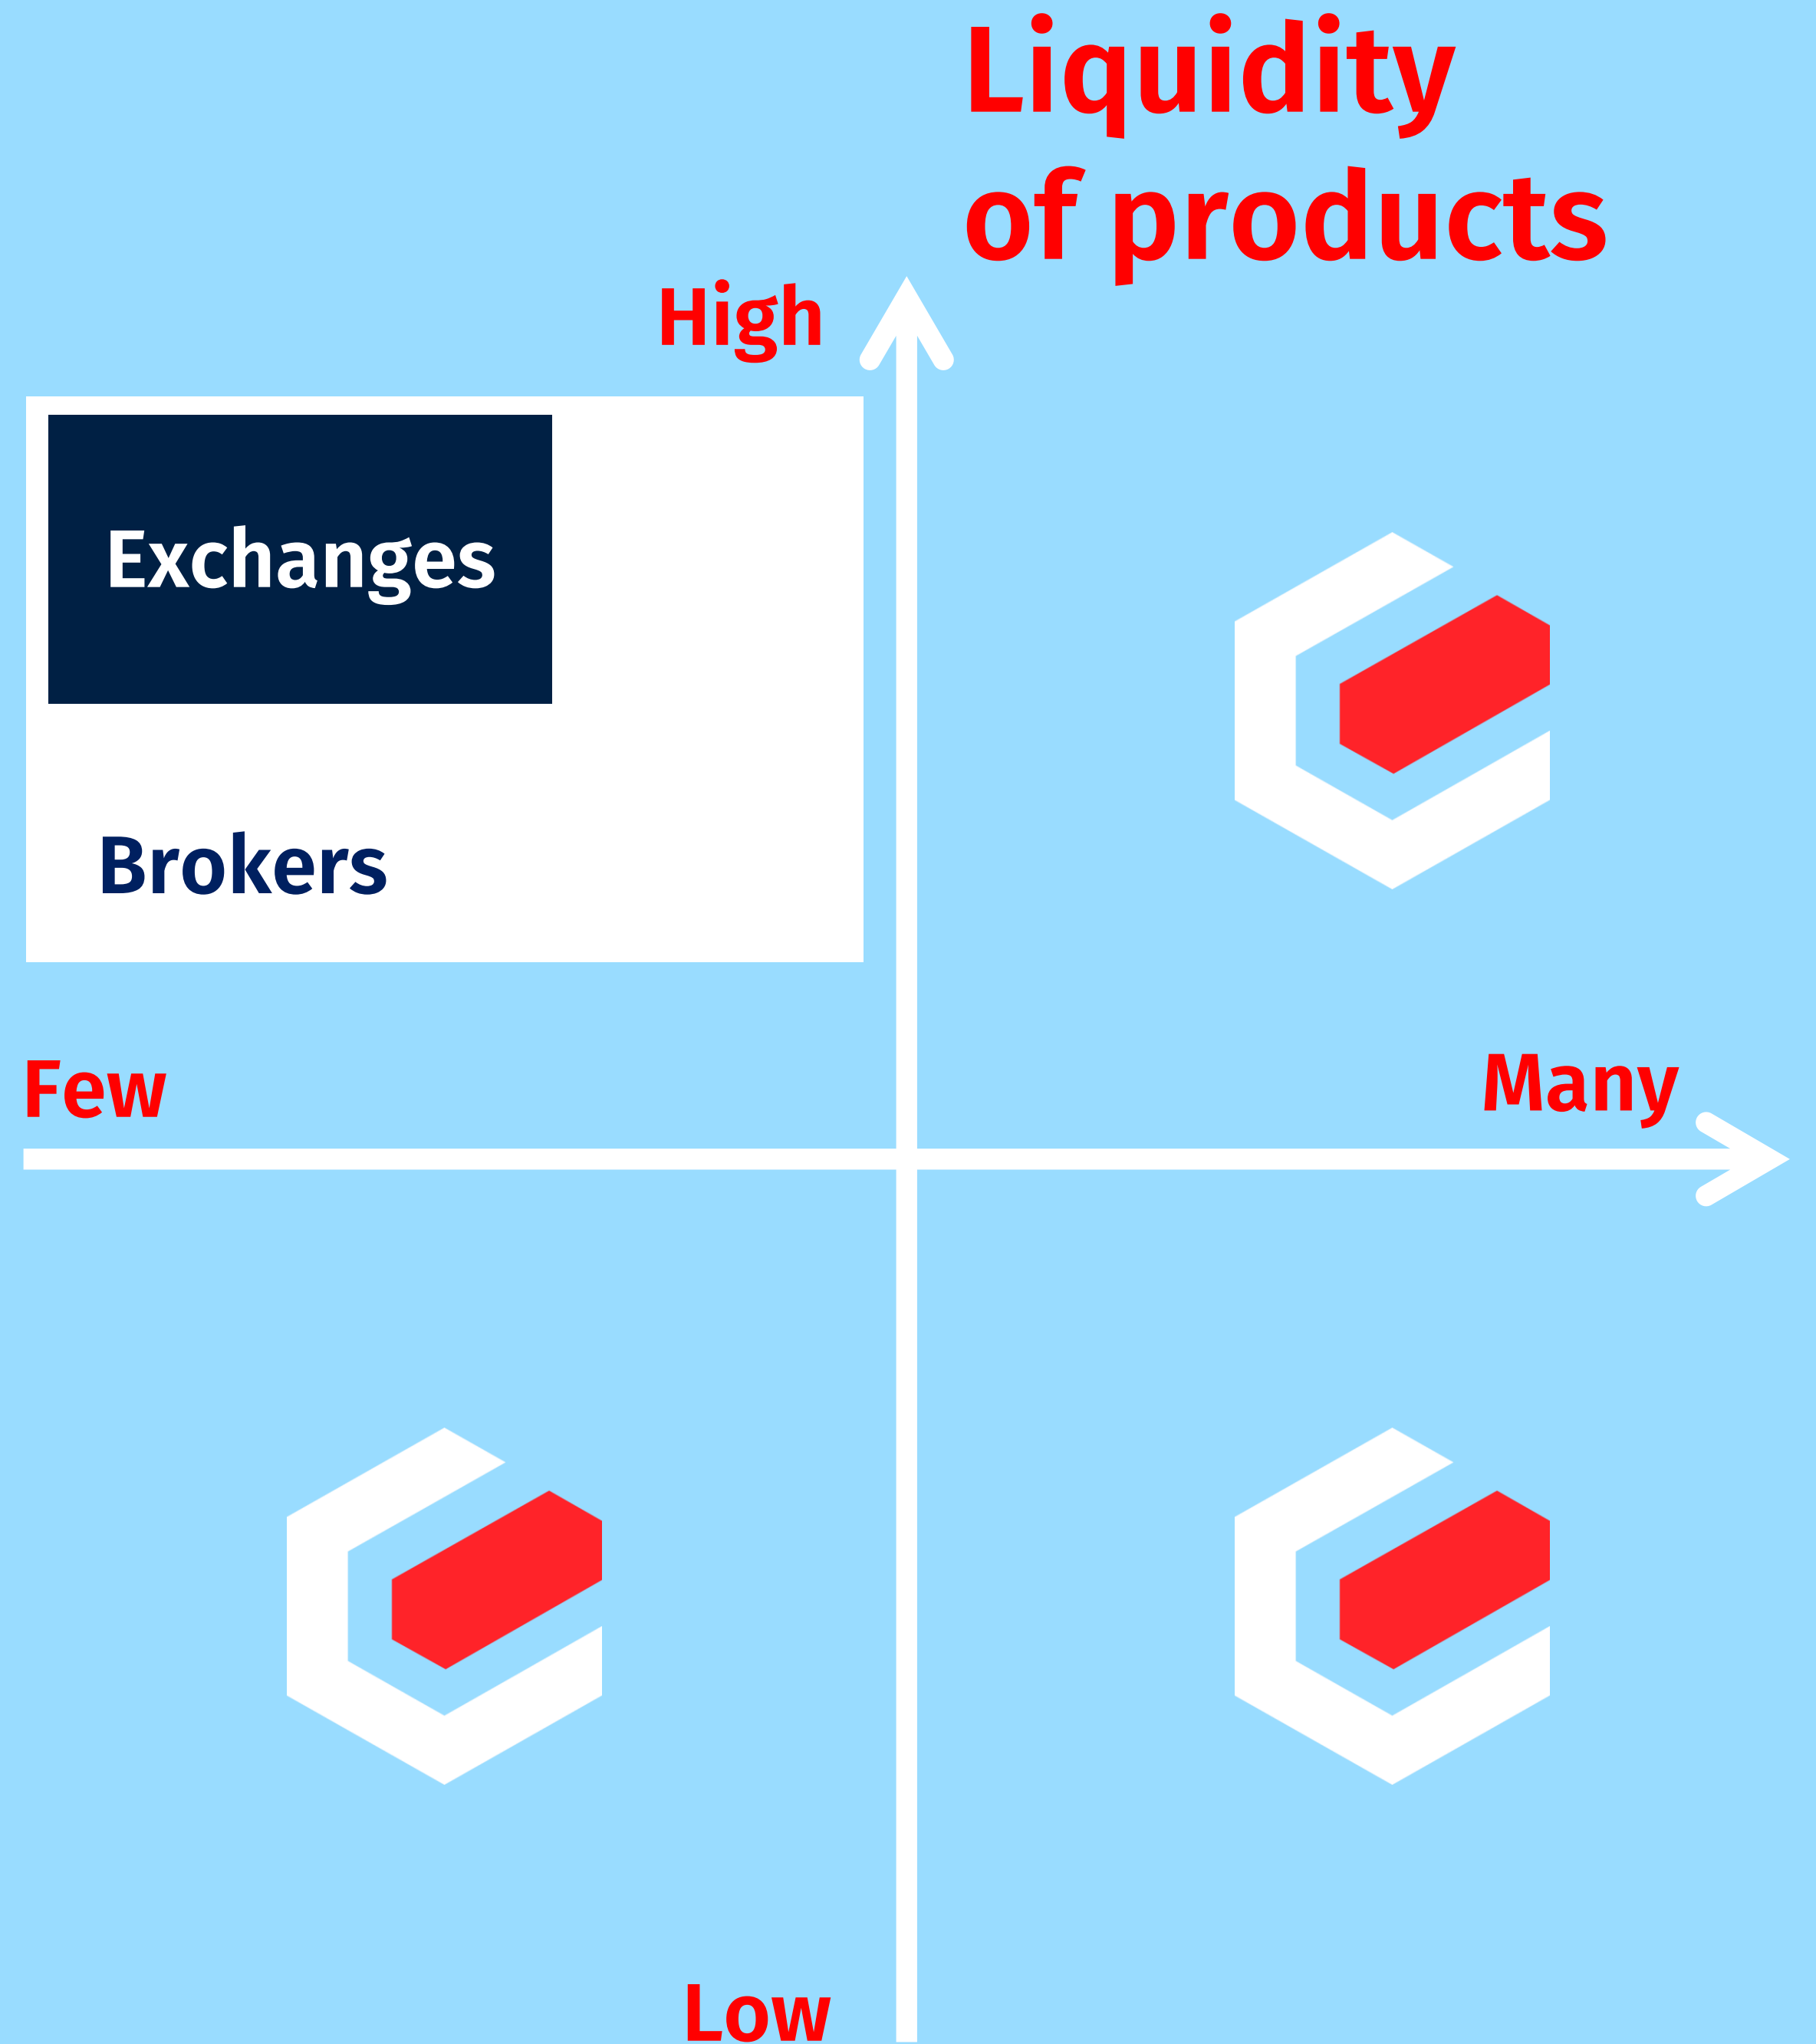 Liquidity
of products
High
Exchanges
Brokers
Few
Many
Low